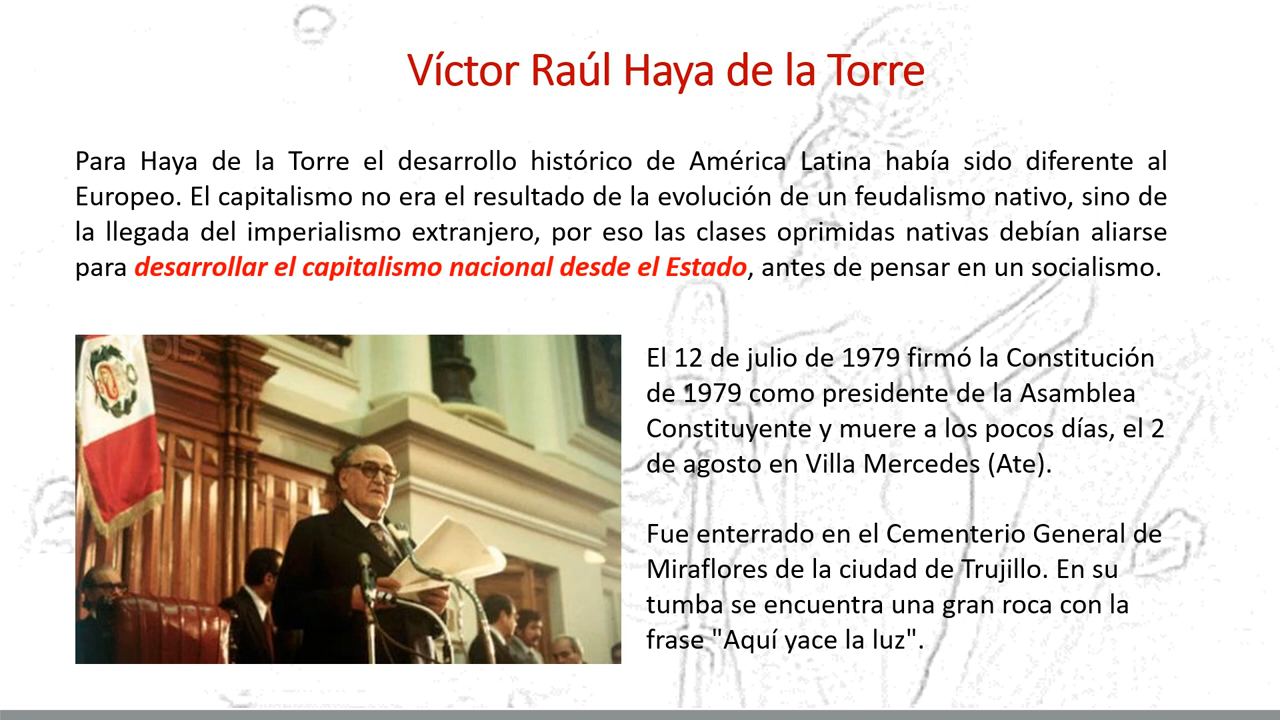 Víctor Raúl Haya de la Torre
Para Haya de la Torre el desarrollo histórico de América Latina había sido diferente al
Europeo. El capitalismo no era el resultado de la evolución de un feudalismo nativo, sino de
la llegada del imperialismo extranjero, por eso las clases oprimidas nativas debían aliarse
para desarrollar el capitalismo nacional desde el Estado, antes de pensar en un socialismo.
El 12 de julio de 1979 firmó la Constitución
de 1979 como presidente de la Asamblea
Constituyente y muere a los pocos días, el 2
de agosto en Villa Mercedes (Ate).
Fue enterrado en el Cementerio General de
Miraflores de la ciudad de Trujillo. En su
tumba se encuentra una gran roca con la
frase "Aquí yace la luz".